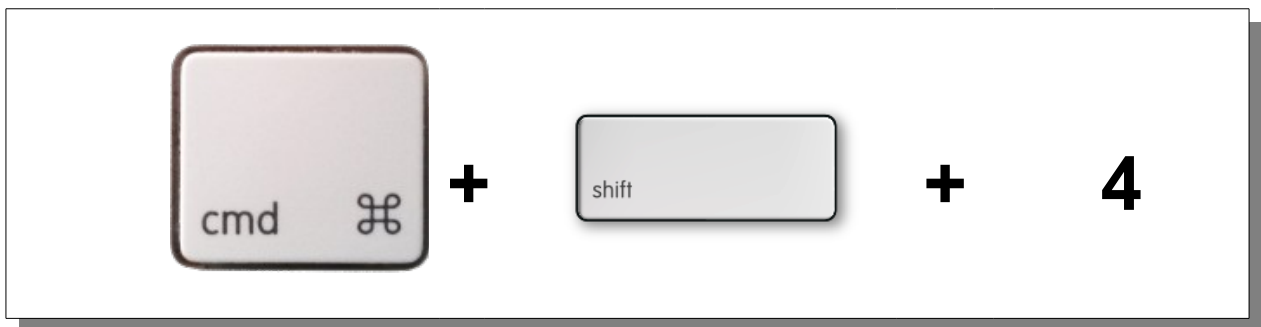 cmd ⌘ + shift + 4